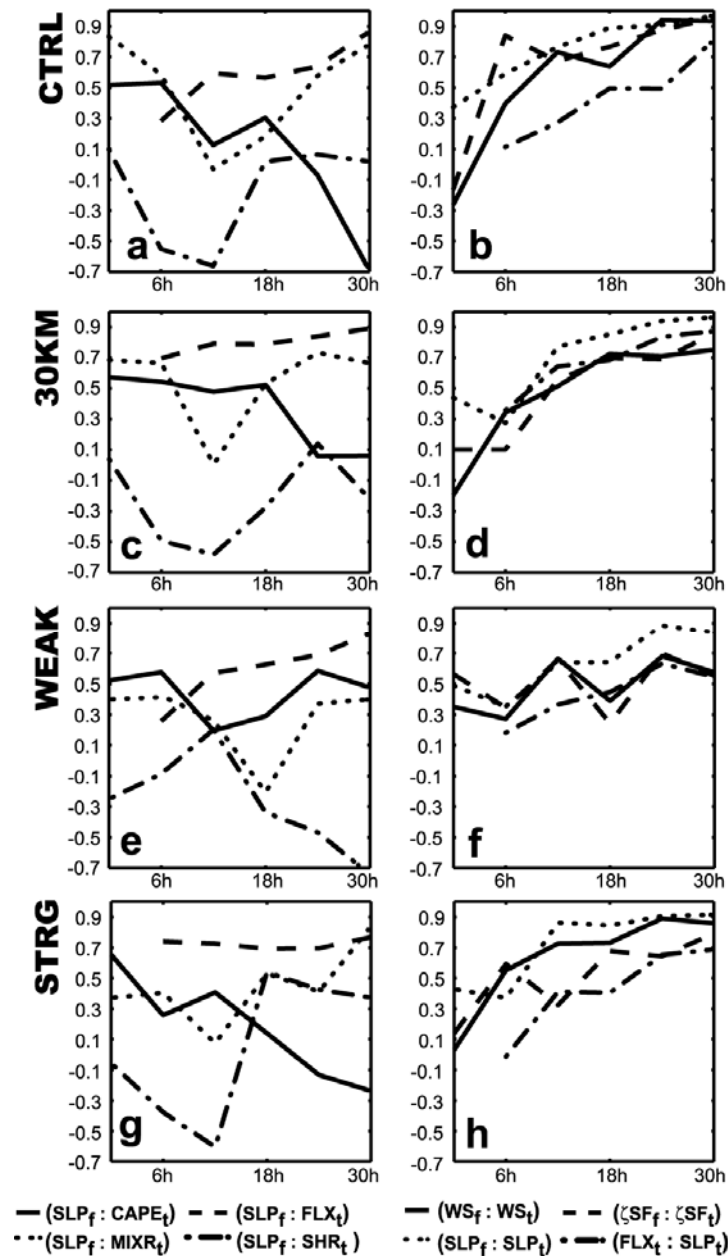 CTRL
0.9 0.7 0.5 0.3 0.1 -0.1 -0.3 -0.5 -0.7
a
6h 18h 30h
0.9 0.7 0.5 0.3 0.1 -0.1 -0.3 -0.5 -0.7
b
6h 18h 30h
30KM
0.9 0.7 0.5 0.3 0.1 -0.1 -0.3 -0.5 -0.7
c
6h 18h 30h
0.9 0.7 0.5 0.3 0.1 -0.1 -0.3 -0.5 -0.7
d
6h 18h 30h
WEAK
0.9 0.7 0.5 0.3 0.1 -0.1 -0.3 -0.5 -0.7
e
6h 18h 30h
0.9 0.7 0.5 0.3 0.1 -0.1 -0.3 -0.5 -0.7
f
6h 18h 30h
STRG
0.9 0.7 0.5 0.3 0.1 -0.1 -0.3 -0.5 -0.7
g
6h 18h 30h
0.9 0.7 0.5 0.3 0.1 -0.1 -0.3 -0.5 -0.7
h
6h 18h 30h
(SLPf : CAPEt) (SLPf : FLXt) (WSf : WSt) (ζSFf : ζSFt)
(SLPf : MIXRt) (SLPf : SHRt ) (SLPf : SLPt) (FLXt : SLPt)